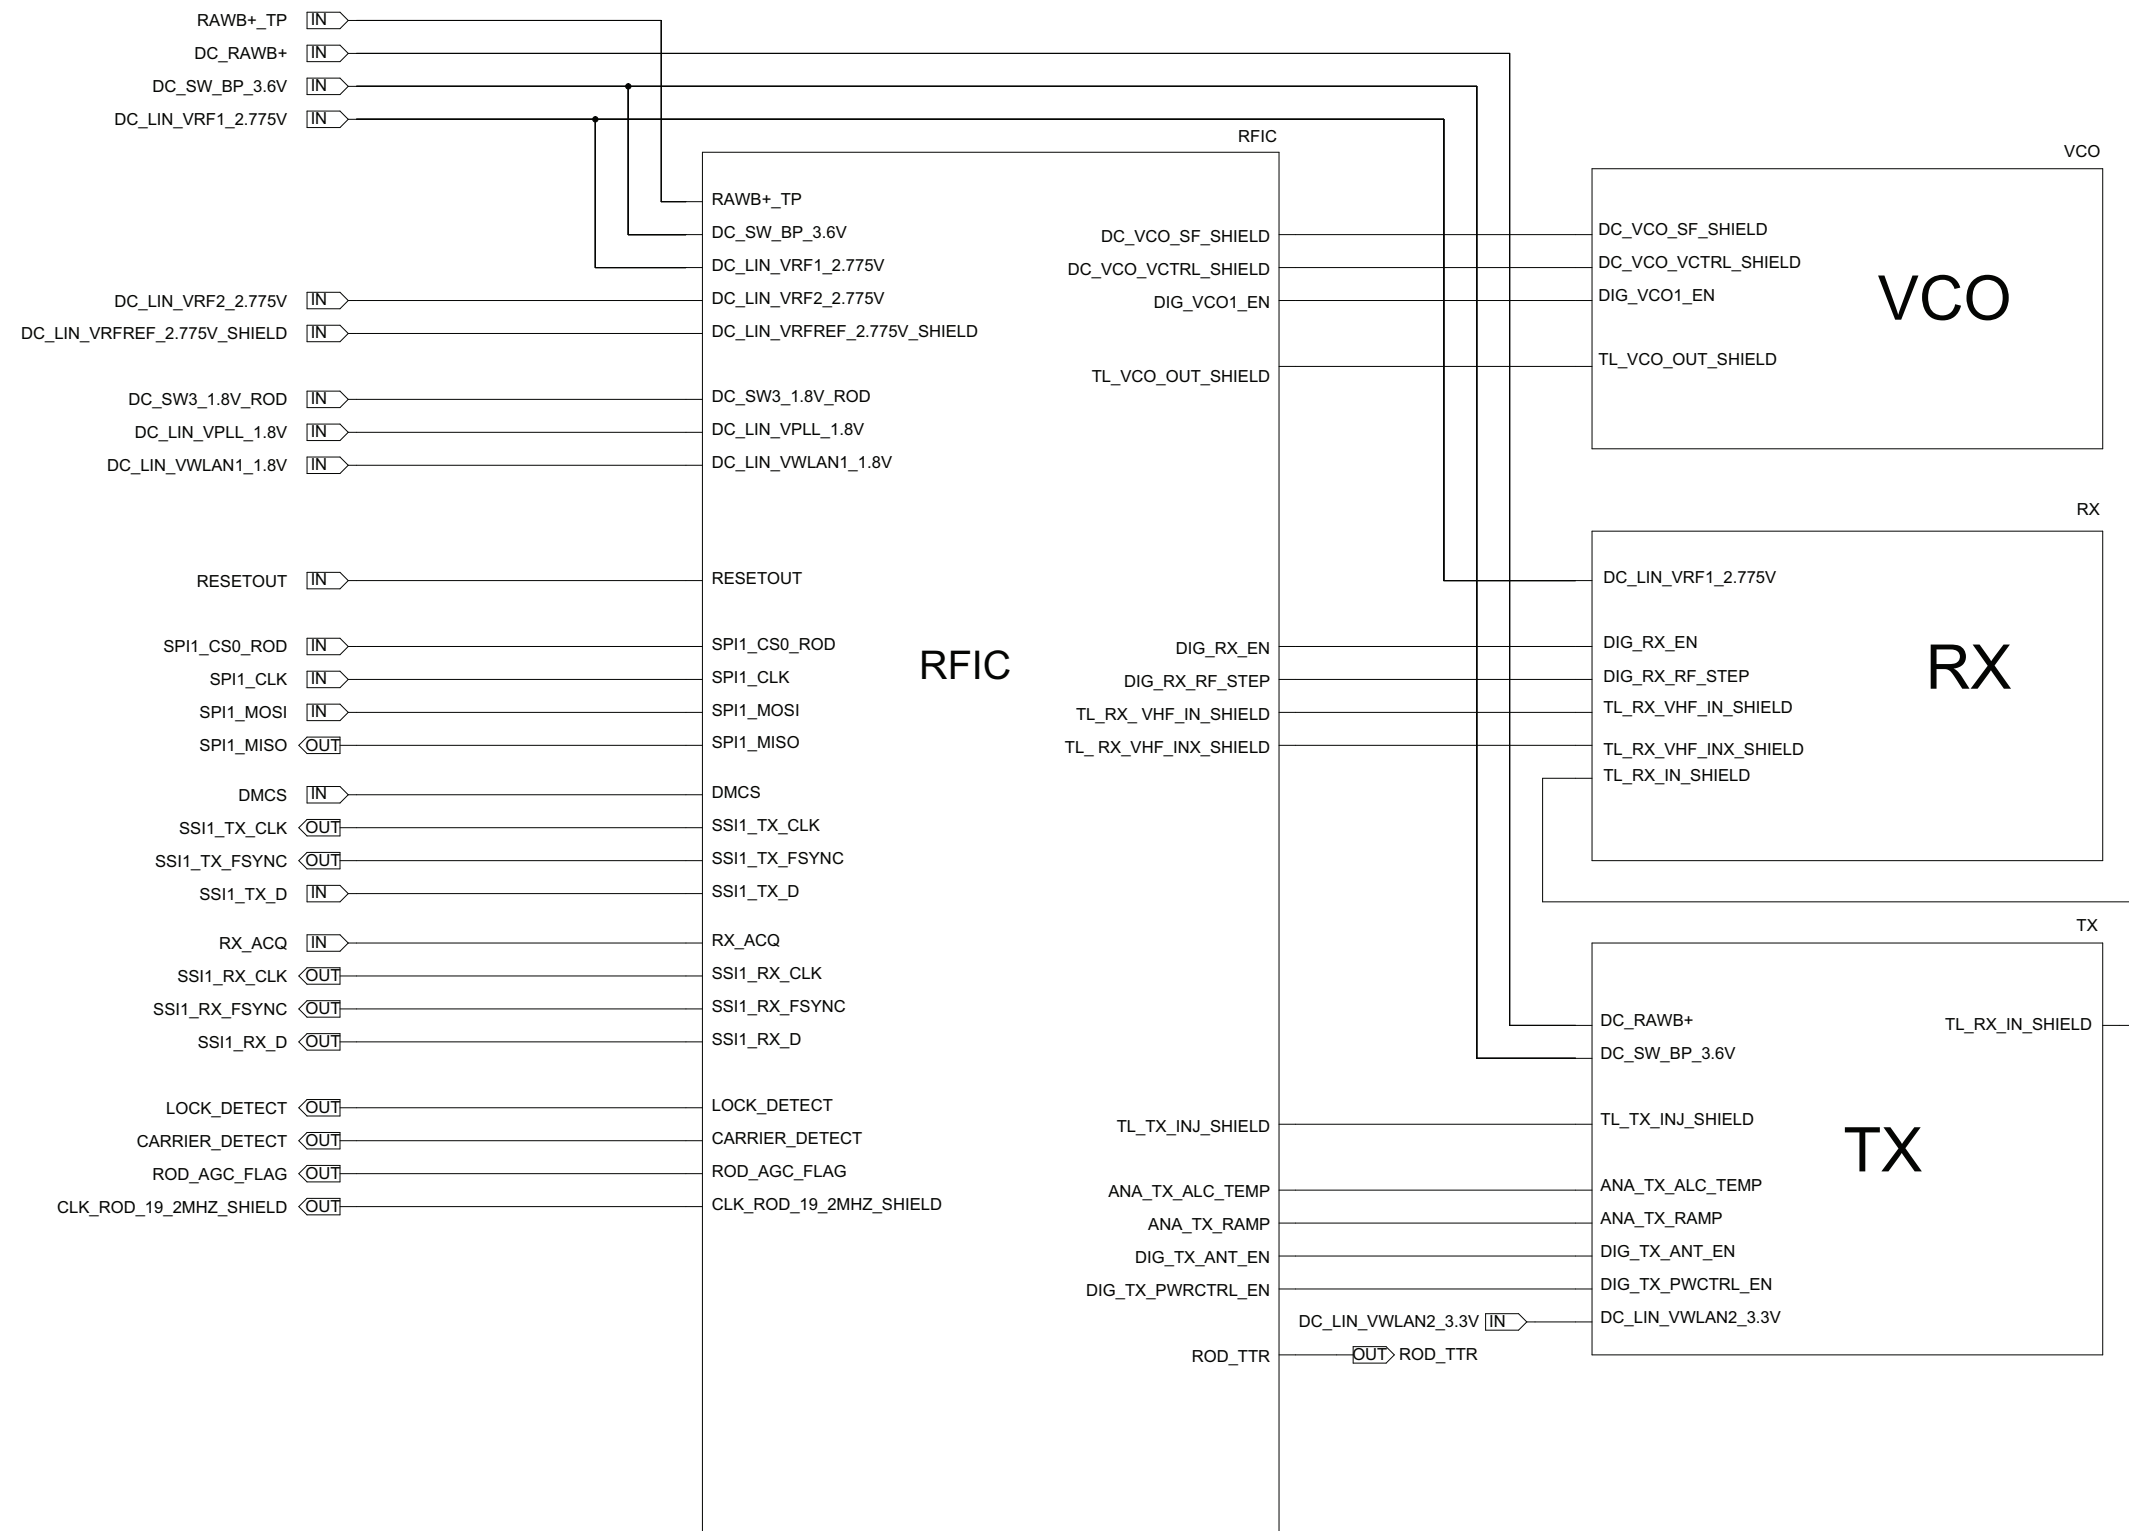 RAWB+_TP IN
DC_RAWB+ IN
DC_SW_BP_3.6V IN
DC_LIN_VRF1_2.775V IN
RFIC
RAWB+_TP
DC_SW_BP_3.6V
DC_LIN_VRF1_2.775V
DC_LIN_VRF2_2.775V IN DC_LIN_VRF2_2.775V
DC_LIN_VRFREF_2.775V_SHIELD IN DC_LIN_VRFREF_2.775V_SHIELD
DC_SW3_1.8V_ROD IN DC_SW3_1.8V_ROD
DC_LIN_VPLL_1.8V IN DC_LIN_VPLL_1.8V
DC_LIN_VWLAN1_1.8V IN DC_LIN_VWLAN1_1.8V
RESETOUT IN RESETOUT
SPI1_CS0_ROD IN SPI1_CS0_ROD
SPI1_CLK IN SPI1_CLK
SPI1_MOSI IN SPI1_MOSI
SPI1_MISO OUT SPI1_MISO
DMCS IN DMCS
SSI1_TX_CLK OUT SSI1_TX_CLK
SSI1_TX_FSYNC OUT SSI1_TX_FSYNC
SSI1_TX_D IN SSI1_TX_D
RX_ACQ IN RX_ACQ
SSI1_RX_CLK OUT SSI1_RX_CLK
SSI1_RX_FSYNC OUT SSI1_RX_FSYNC
SSI1_RX_D OUT SSI1_RX_D
LOCK_DETECT OUT LOCK_DETECT
CARRIER_DETECT OUT CARRIER_DETECT
ROD_AGC_FLAG OUT ROD_AGC_FLAG
CLK_ROD_19_2MHZ_SHIELD OUT CLK_ROD_19_2MHZ_SHIELD
RFIC
DC_VCO_SF_SHIELD
DC_VCO_VCTRL_SHIELD
DIG_VCO1_EN
TL_VCO_OUT_SHIELD
DIG_RX_EN
DIG_RX_RF_STEP
TL_RX_ VHF_IN_SHIELD
TL_ RX_VHF_INX_SHIELD
TL_TX_INJ_SHIELD
ANA_TX_ALC_TEMP
ANA_TX_RAMP
DIG_TX_ANT_EN
DIG_TX_PWRCTRL_EN
DC_LIN_VWLAN2_3.3V IN
ROD_TTR OUT ROD_TTR
VCO
DC_VCO_SF_SHIELD
DC_VCO_VCTRL_SHIELD
DIG_VCO1_EN
TL_VCO_OUT_SHIELD
VCO
RX
DC_LIN_VRF1_2.775V
DIG_RX_EN
DIG_RX_RF_STEP
TL_RX_VHF_IN_SHIELD
TL_RX_VHF_INX_SHIELD
TL_RX_IN_SHIELD
RX
TX
DC_RAWB+
DC_SW_BP_3.6V
TL_RX_IN_SHIELD
TL_TX_INJ_SHIELD
TX
ANA_TX_ALC_TEMP
ANA_TX_RAMP
DIG_TX_ANT_EN
DIG_TX_PWCTRL_EN
DC_LIN_VWLAN2_3.3V